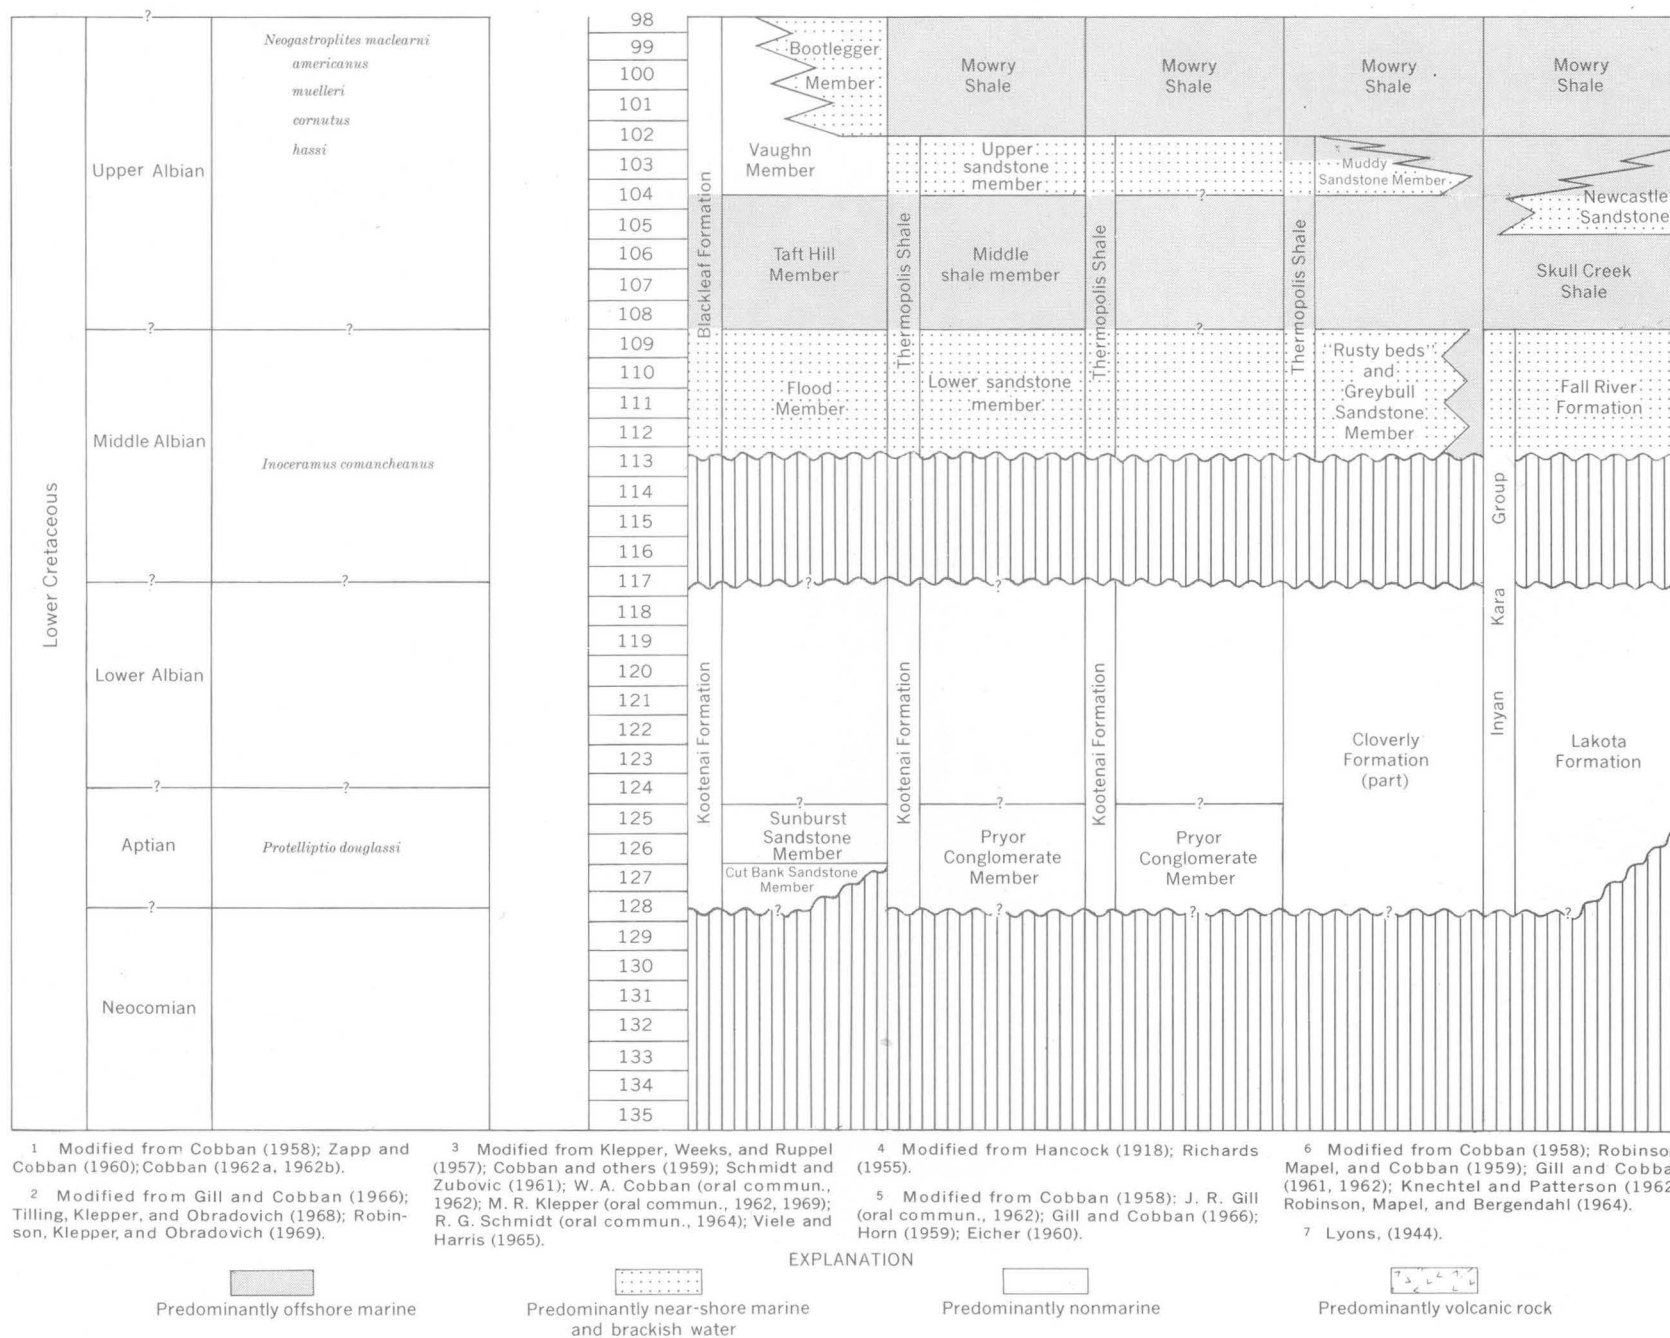 ?
Neogastroplites maclearni
americanus
muelleri
cornutus
hassi
Upper Albian
?
?
Middle Albian
Inoceramus comancheanus
?
?
Lower Cretaceous
Lower Albian
?
?
Aptian
Protelliptio douglassi
?
Neocomian
98
99
100
101
102
103
104
105
106
107
108
109
110
111
112
113
114
115
116
117
118
119
120
121
122
123
124
125
126
127
128
129
130
131
132
133
134
135
Blackleaf Formation
Bootlegger
Member
Vaughn
Member
Taft Hill
Member
Flood
Member
?
Kootenai Formation
?
Sunburst
Sandstone
Member
Cut Bank Sandstone
Member
?
Thermopolis Shale
Mowry
Shale
Upper
sandstone
member
Middle
shale member
Lower sandstone
member
?
Kootenai Formation
?
Pryor
Conglomerate
Member
?
Thermopolis Shale
Mowry
Shale
?
?
Kootenai Formation
?
Pryor
Conglomerate
Member
?
Thermopolis Shale
Mowry
Shale
Muddy
Sandstone Member
"Rusty beds"
and
Greybull
Sandstone
Member
Cloverly
Formation
(part)
?
Mowry
Shale
Newcastle
Sandstone
Skull Creek
Shale
Inyan Kara Group
Fall River
Formation
Lakota
Formation
?
1 Modified from Cobban (1958); Zapp and
Cobban (1960); Cobban (1962a, 1962b).
2 Modified from Gill and Cobban (1966);
Tilling, Klepper, and Obradovich (1968); Robin-
son, Klepper, and Obradovich (1969).
3 Modified from Klepper, Weeks, and Ruppel
(1957); Cobban and others (1959); Schmidt and
Zubovic (1961); W. A. Cobban (oral commun.,
1962); M. R. Klepper (oral commun., 1962, 1969);
R. G. Schmidt (oral commun., 1964); Viele and
Harris (1965).
4 Modified from Hancock (1918); Richards
(1955).
5 Modified from Cobban (1958); J. R. Gill
(oral commun., 1962); Gill and Cobban (1966);
Horn (1959); Eicher (1960).
6 Modified from Cobban (1958); Robinso
Mapel, and Cobban (1959); Gill and Cobba
(1961, 1962); Knechtel and Patterson (1962
Robinson, Mapel, and Bergendahl (1964).
7 Lyons, (1944).
EXPLANATION
Predominantly offshore marine
Predominantly near-shore marine
and brackish water
Predominantly nonmarine
Predominantly volcanic rock